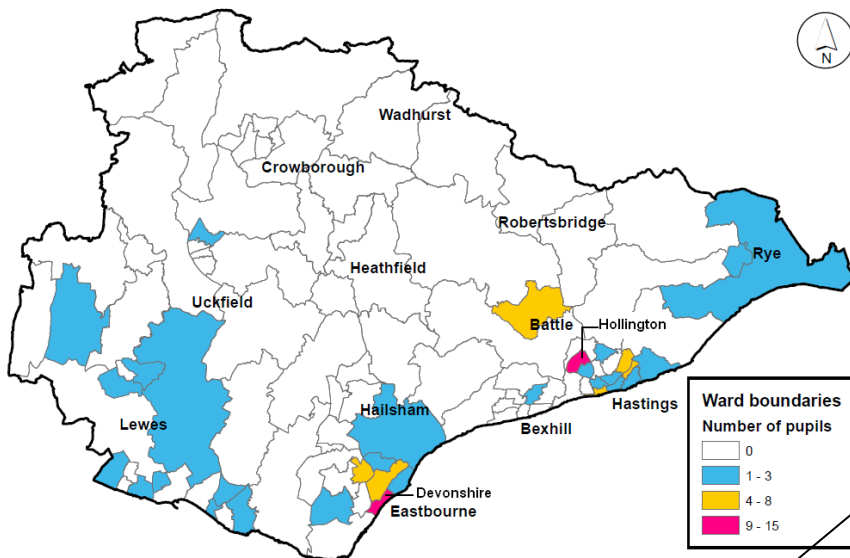 N
Wadhurst
Crowborough
Robertsbridge
Rye
Heathfield
Uckfield
Battle
Hollington
Hailsham
Lewes
Hastings
Bexhill
Devonshire
Eastbourne
Ward boundaries
Number of pupils
0
1 - 3
4 - 8
9 - 15